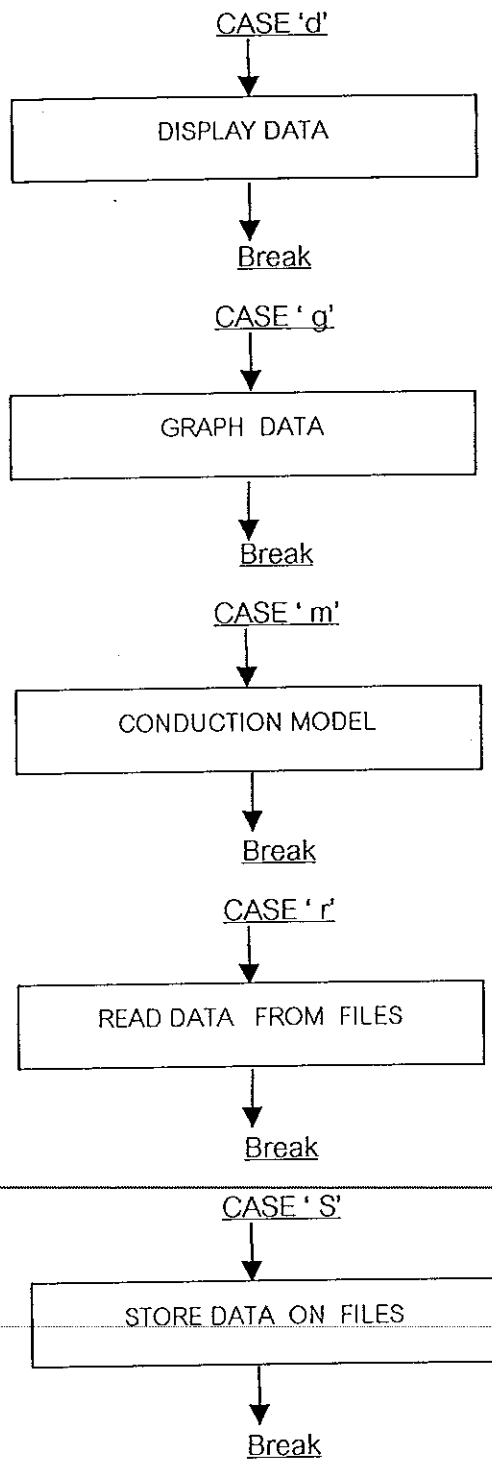 CASE 'd'
DISPLAY DATA
Break
CASE ' g'
GRAPH DATA
Break
CASE ' m'
CONDUCTION MODEL
Break
CASE ' r'
READ DATA FROM FILES
Break
CASE ' S'
STORE DATA ON FILES
Break